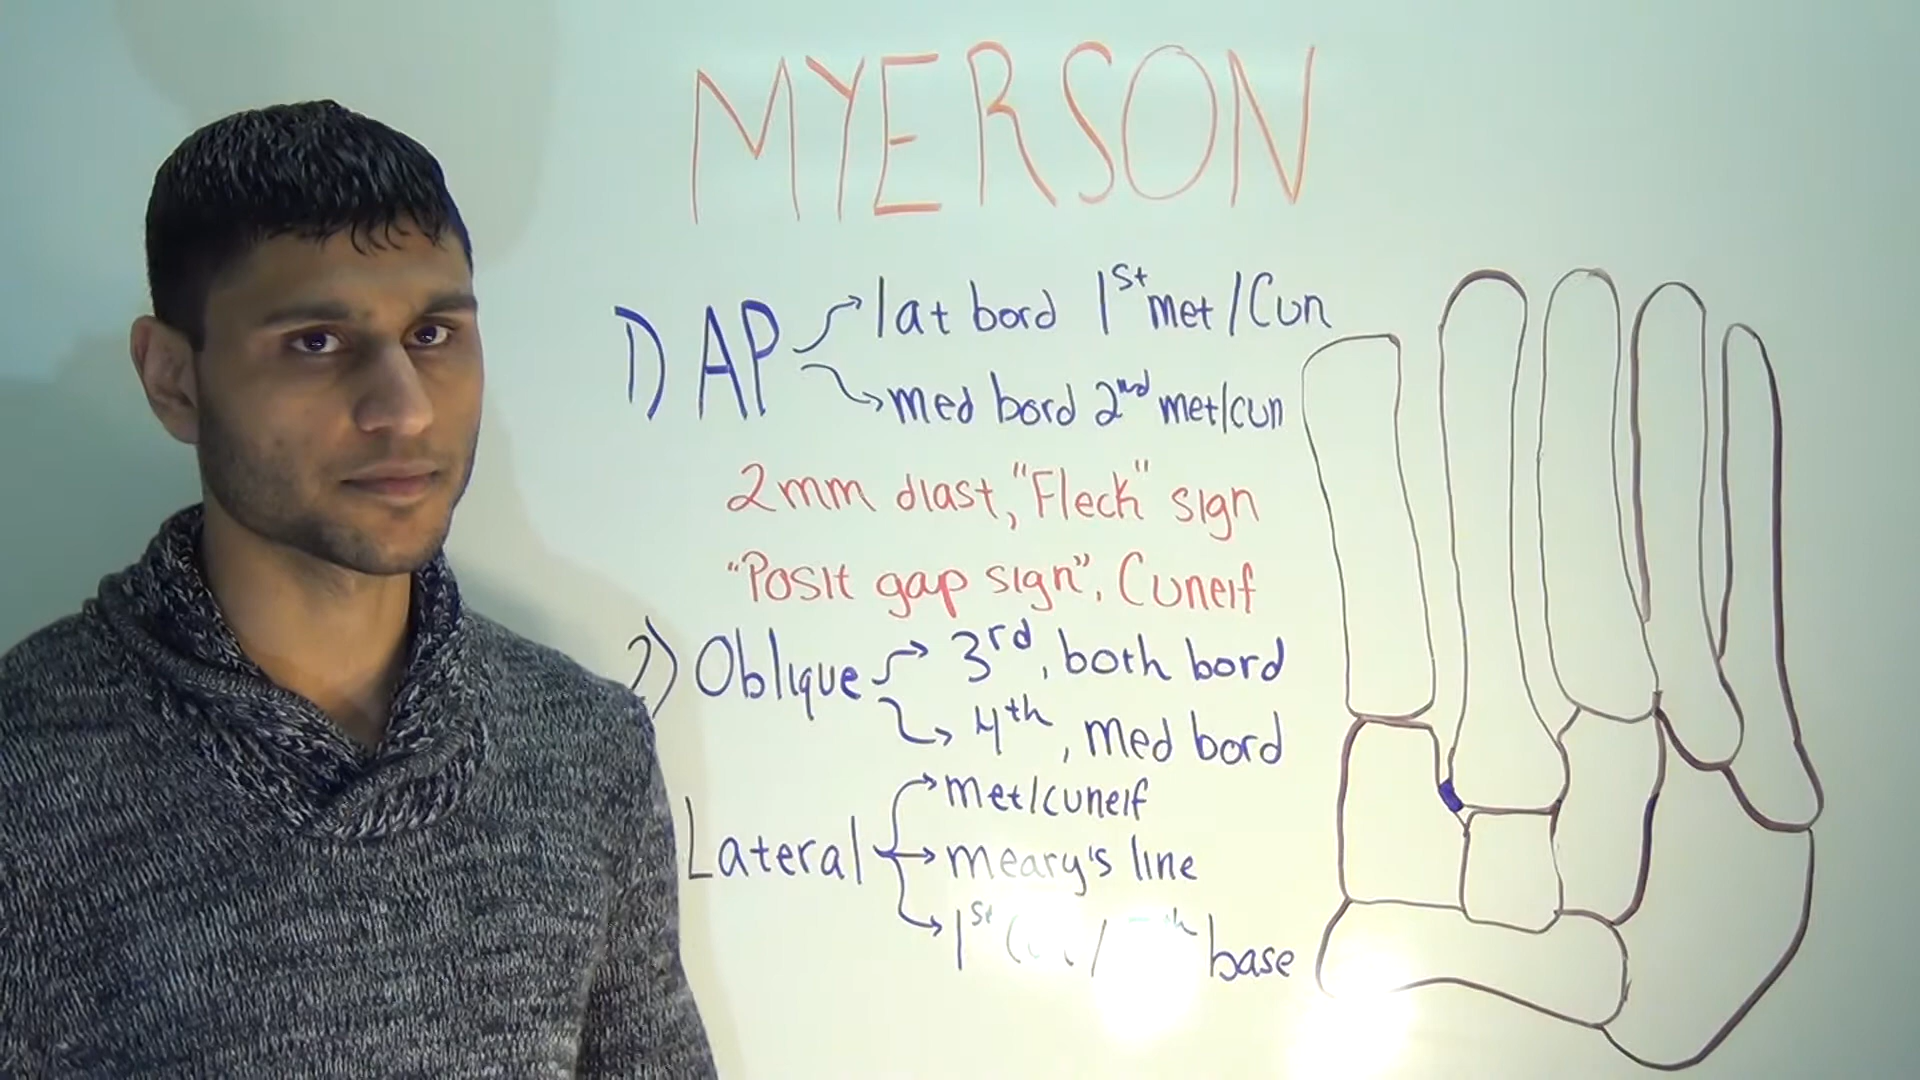 MYERSON
1) AP
lat bord 1st met/Cun
med bord 2nd met/cun
2mm diast, "Fleck" sign
"Posit gap sign", Cuneif
2) Oblique
3rd, both bord
4th, med bord
Lateral
met/cuneif
meary's line
1st / base